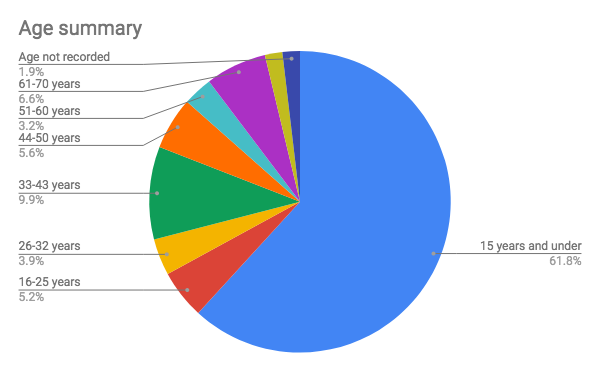 Age summary
Age not recorded
1.9%
61-70 years
6.6%
51-60 years
3.2%
44-50 years
5.6%
33-43 years
9.9%
26-32 years
3.9%
16-25 years
5.2%
15 years and under
61.8%